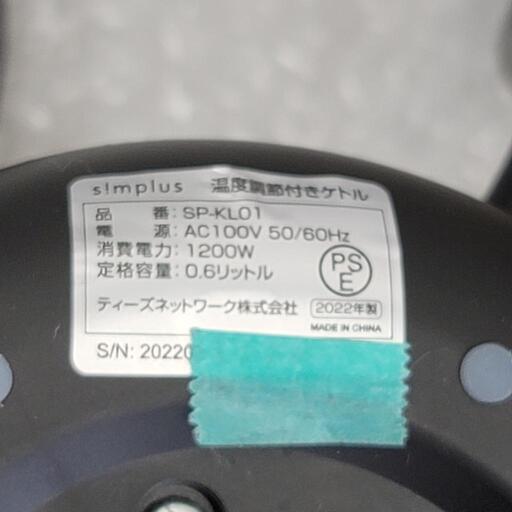 s!mplus 温度調節付きケトル
品　　番: SP-KL01
電　　源: AC100V 50/60Hz
消費電力: 1200W
定格容量: 0.6リットル
PS
E
ティーズネットワーク株式会社 2022年製
MADE IN CHINA
S/N: 20220